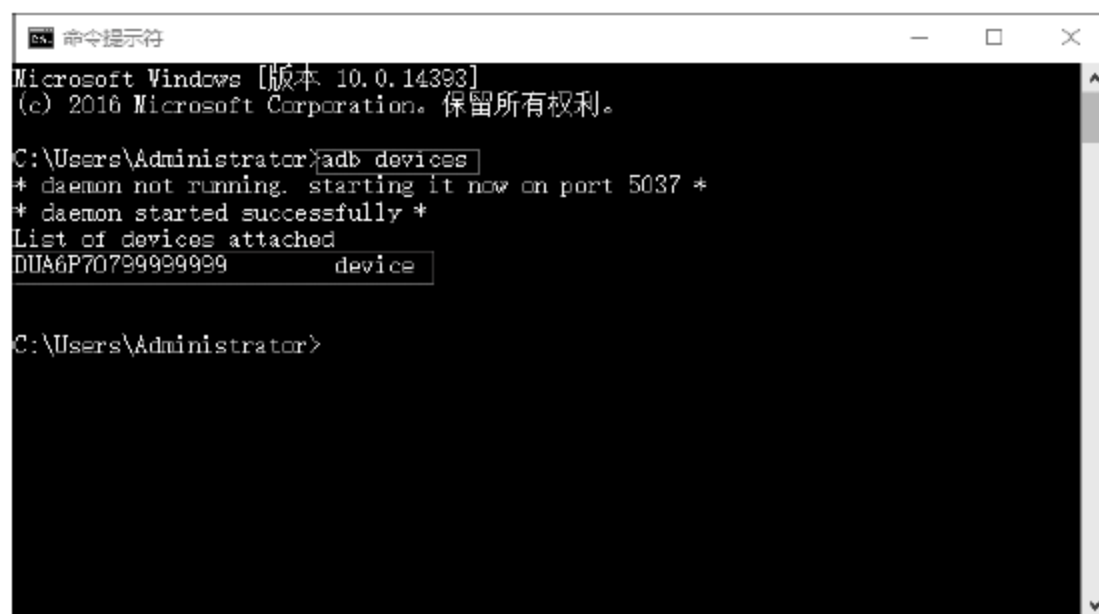 命令提示符
Microsoft Windows [版本 10.0.14393]
(c) 2016 Microsoft Corporation。保留所有权利。
C:\Users\Administrator>adb devices
* daemon not running. starting it now on port 5037 *
* daemon started successfully *
List of devices attached
DUA6P70799999999 device
C:\Users\Administrator>